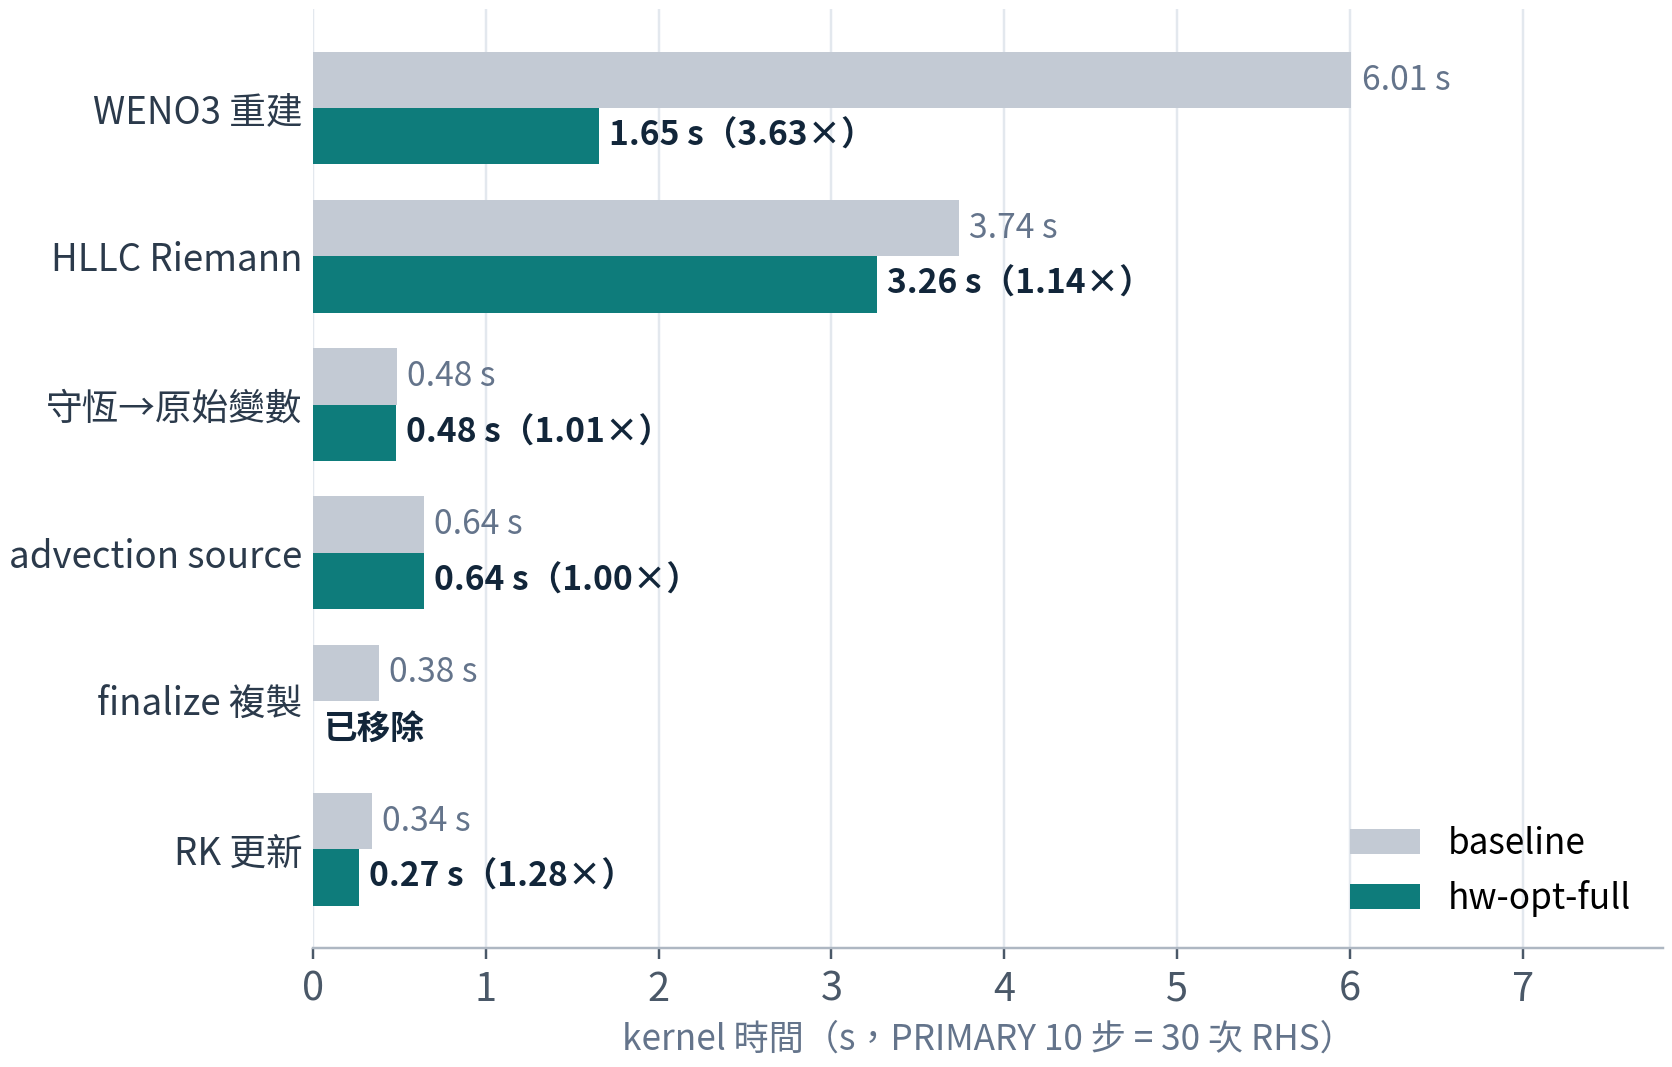 WENO3 重建
6.01 s
1.65 s（3.63×）
HLLC Riemann
3.74 s
3.26 s（1.14×）
守恆→原始變數
0.48 s
0.48 s（1.01×）
advection source
0.64 s
0.64 s（1.00×）
finalize 複製
0.38 s
已移除
RK 更新
0.34 s
0.27 s（1.28×）
baseline
hw-opt-full
0 1 2 3 4 5 6 7
kernel 時間（s，PRIMARY 10 步 = 30 次 RHS）